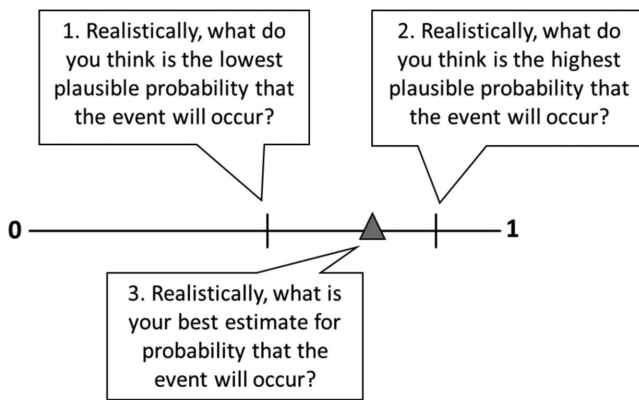 1. Realistically, what do
you think is the lowest
plausible probability that
the event will occur?
2. Realistically, what do
you think is the highest
plausible probability that
the event will occur?
0
1
3. Realistically, what is
your best estimate for
probability that the
event will occur?